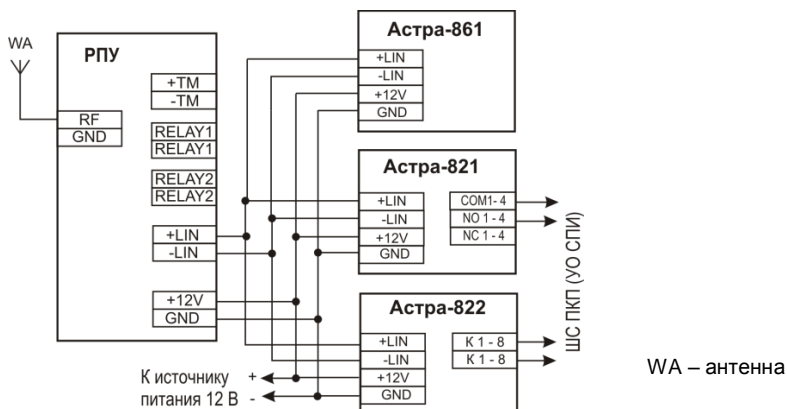 WA
РПУ
+TM
-TM
RF
GND
RELAY1
RELAY1
RELAY2
RELAY2
+LIN
-LIN
+12V
GND
Астра-861
+LIN
-LIN
+12V
GND
Астра-821
+LIN
-LIN
+12V
GND
COM1- 4
NO 1 - 4
NC 1 - 4
Астра-822
+LIN
-LIN
+12V
GND
K 1 - 8
K 1 - 8
ШС ПКП (УО СПИ)
К источнику +
питания 12 В -
WA – антенна